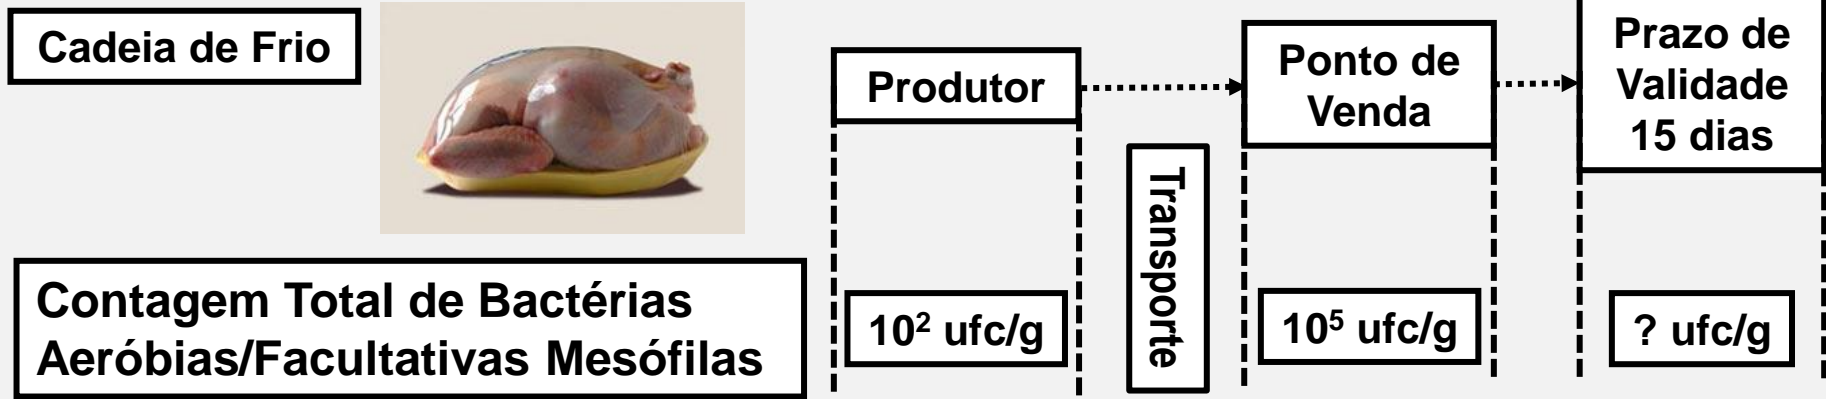 Cadeia de Frio
Produtor
Ponto de
Venda
Prazo de
Validade
15 dias
Transporte
Contagem Total de Bactérias
Aeróbias/Facultativas Mesófilas
10² ufc/g
10⁵ ufc/g
? ufc/g